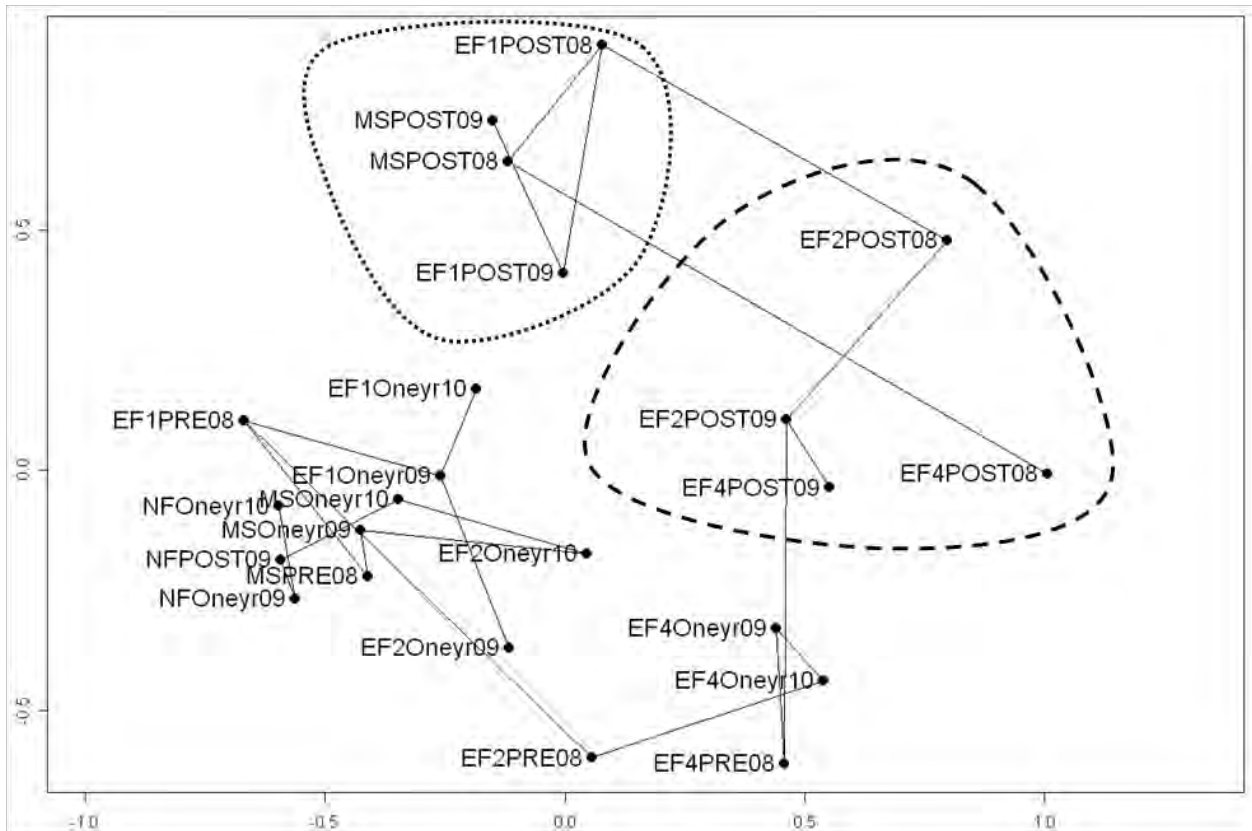 EF1POST08
MSPOST09
MSPOST08
0.5
EF2POST08
EF1POST09
EF1Oneyr10
EF1PRE08
EF2POST09
0.0
EF1Oneyr09
EF4POST08
EF4POST09
MSOneyr10
NFOneyr10
MSOneyr09
EF2Oneyr10
NFPOST09
MSPRE08
NFOneyr09
EF4Oneyr09
EF2Oneyr09
EF4Oneyr10
-0.5
EF2PRE08
EF4PRE08
-1.0 -0.5 0.0 0.5 1.0